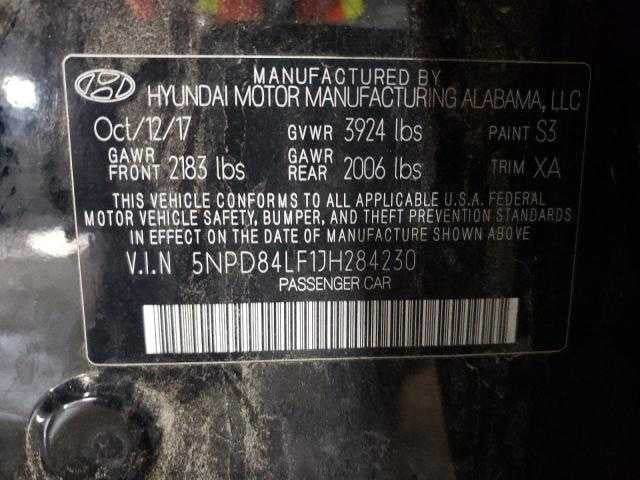 MANUFACTURED BY
HYUNDAI MOTOR MANUFACTURING ALABAMA, LLC
Oct/12/17 GVWR 3924 lbs PAINT S3
GAWR FRONT 2183 lbs GAWR REAR 2006 lbs TRIM XA
THIS VEHICLE CONFORMS TO ALL APPLICABLE U.S.A. FEDERAL
MOTOR VEHICLE SAFETY, BUMPER, AND THEFT PREVENTION STANDARDS
IN EFFECT ON THE DATE OF MANUFACTURE SHOWN ABOVE.
V.I.N 5NPD84LF1JH284230
PASSENGER CAR